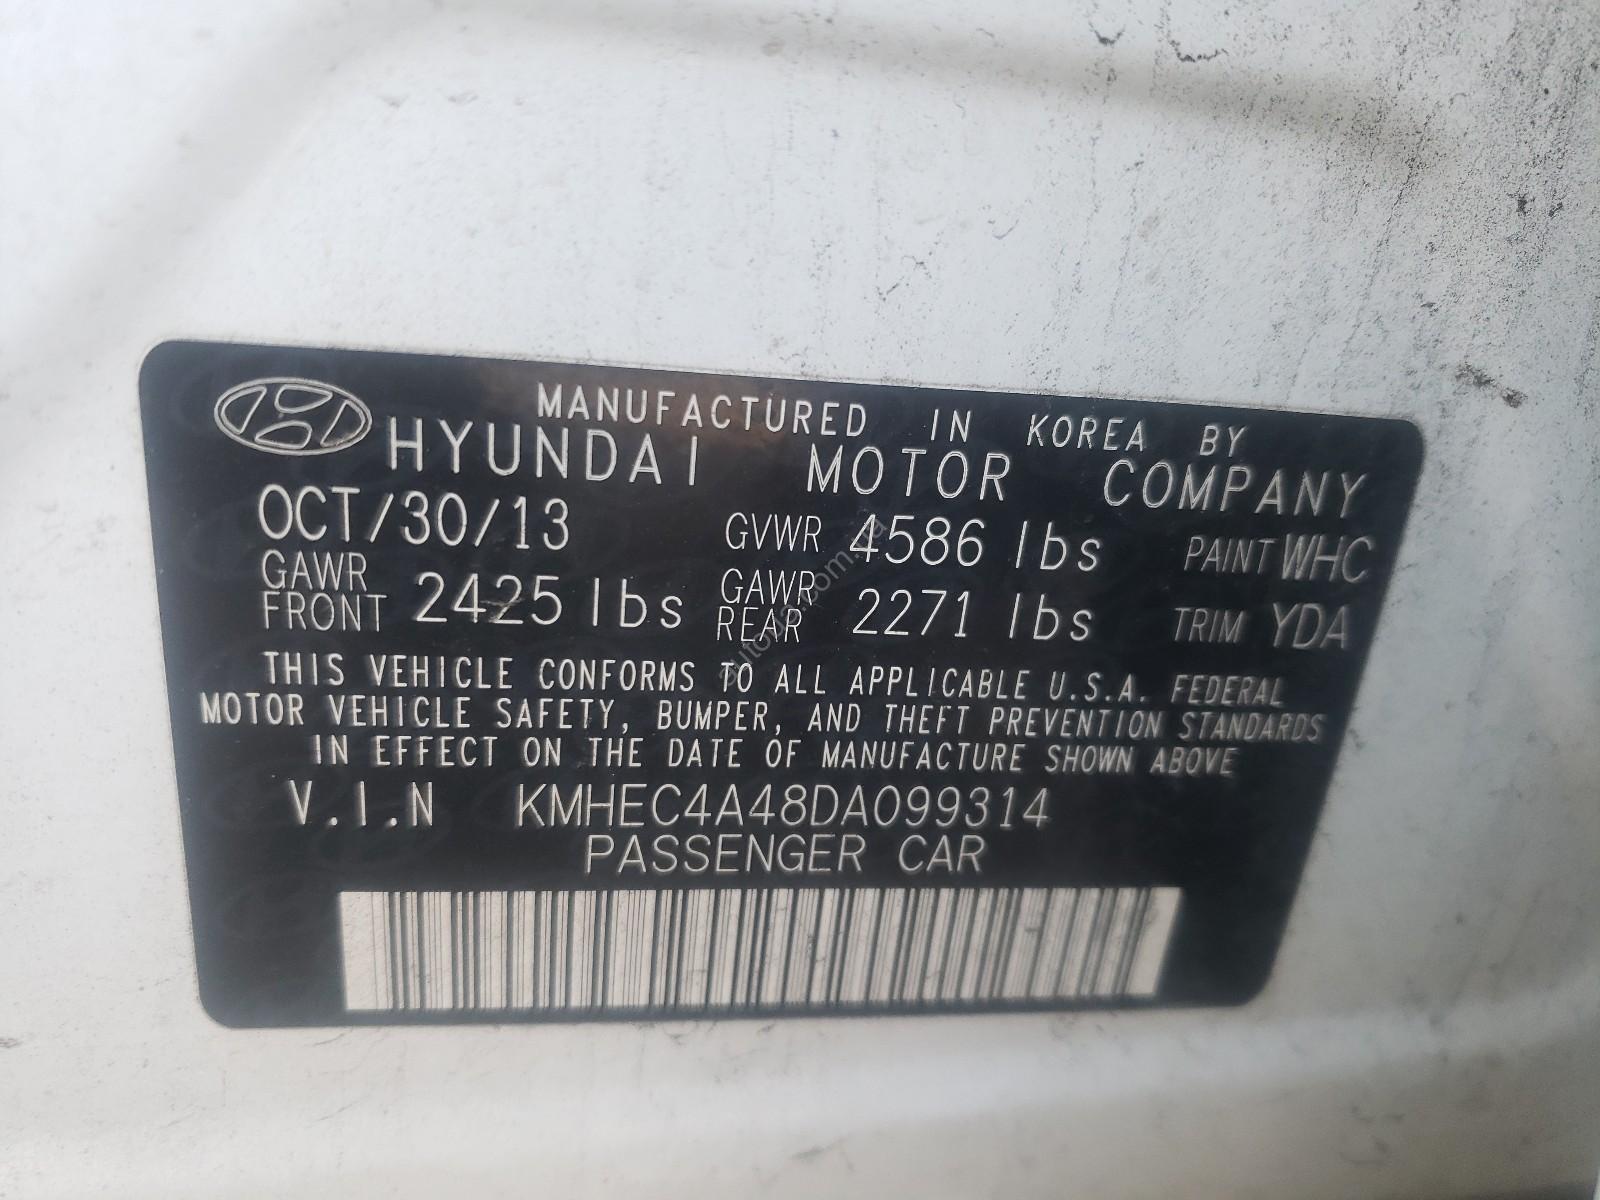 MANUFACTURED IN KOREA BY
HYUNDAI MOTOR COMPANY
OCT/30/13 GVWR 4586 lbs PAINT WHC
GAWR FRONT 2425 lbs GAWR REAR 2271 lbs TRIM YDA
THIS VEHICLE CONFORMS TO ALL APPLICABLE U.S.A. FEDERAL
MOTOR VEHICLE SAFETY, BUMPER, AND THEFT PREVENTION STANDARDS
IN EFFECT ON THE DATE OF MANUFACTURE SHOWN ABOVE
V.I.N KMHEC4A48DA099314
PASSENGER CAR